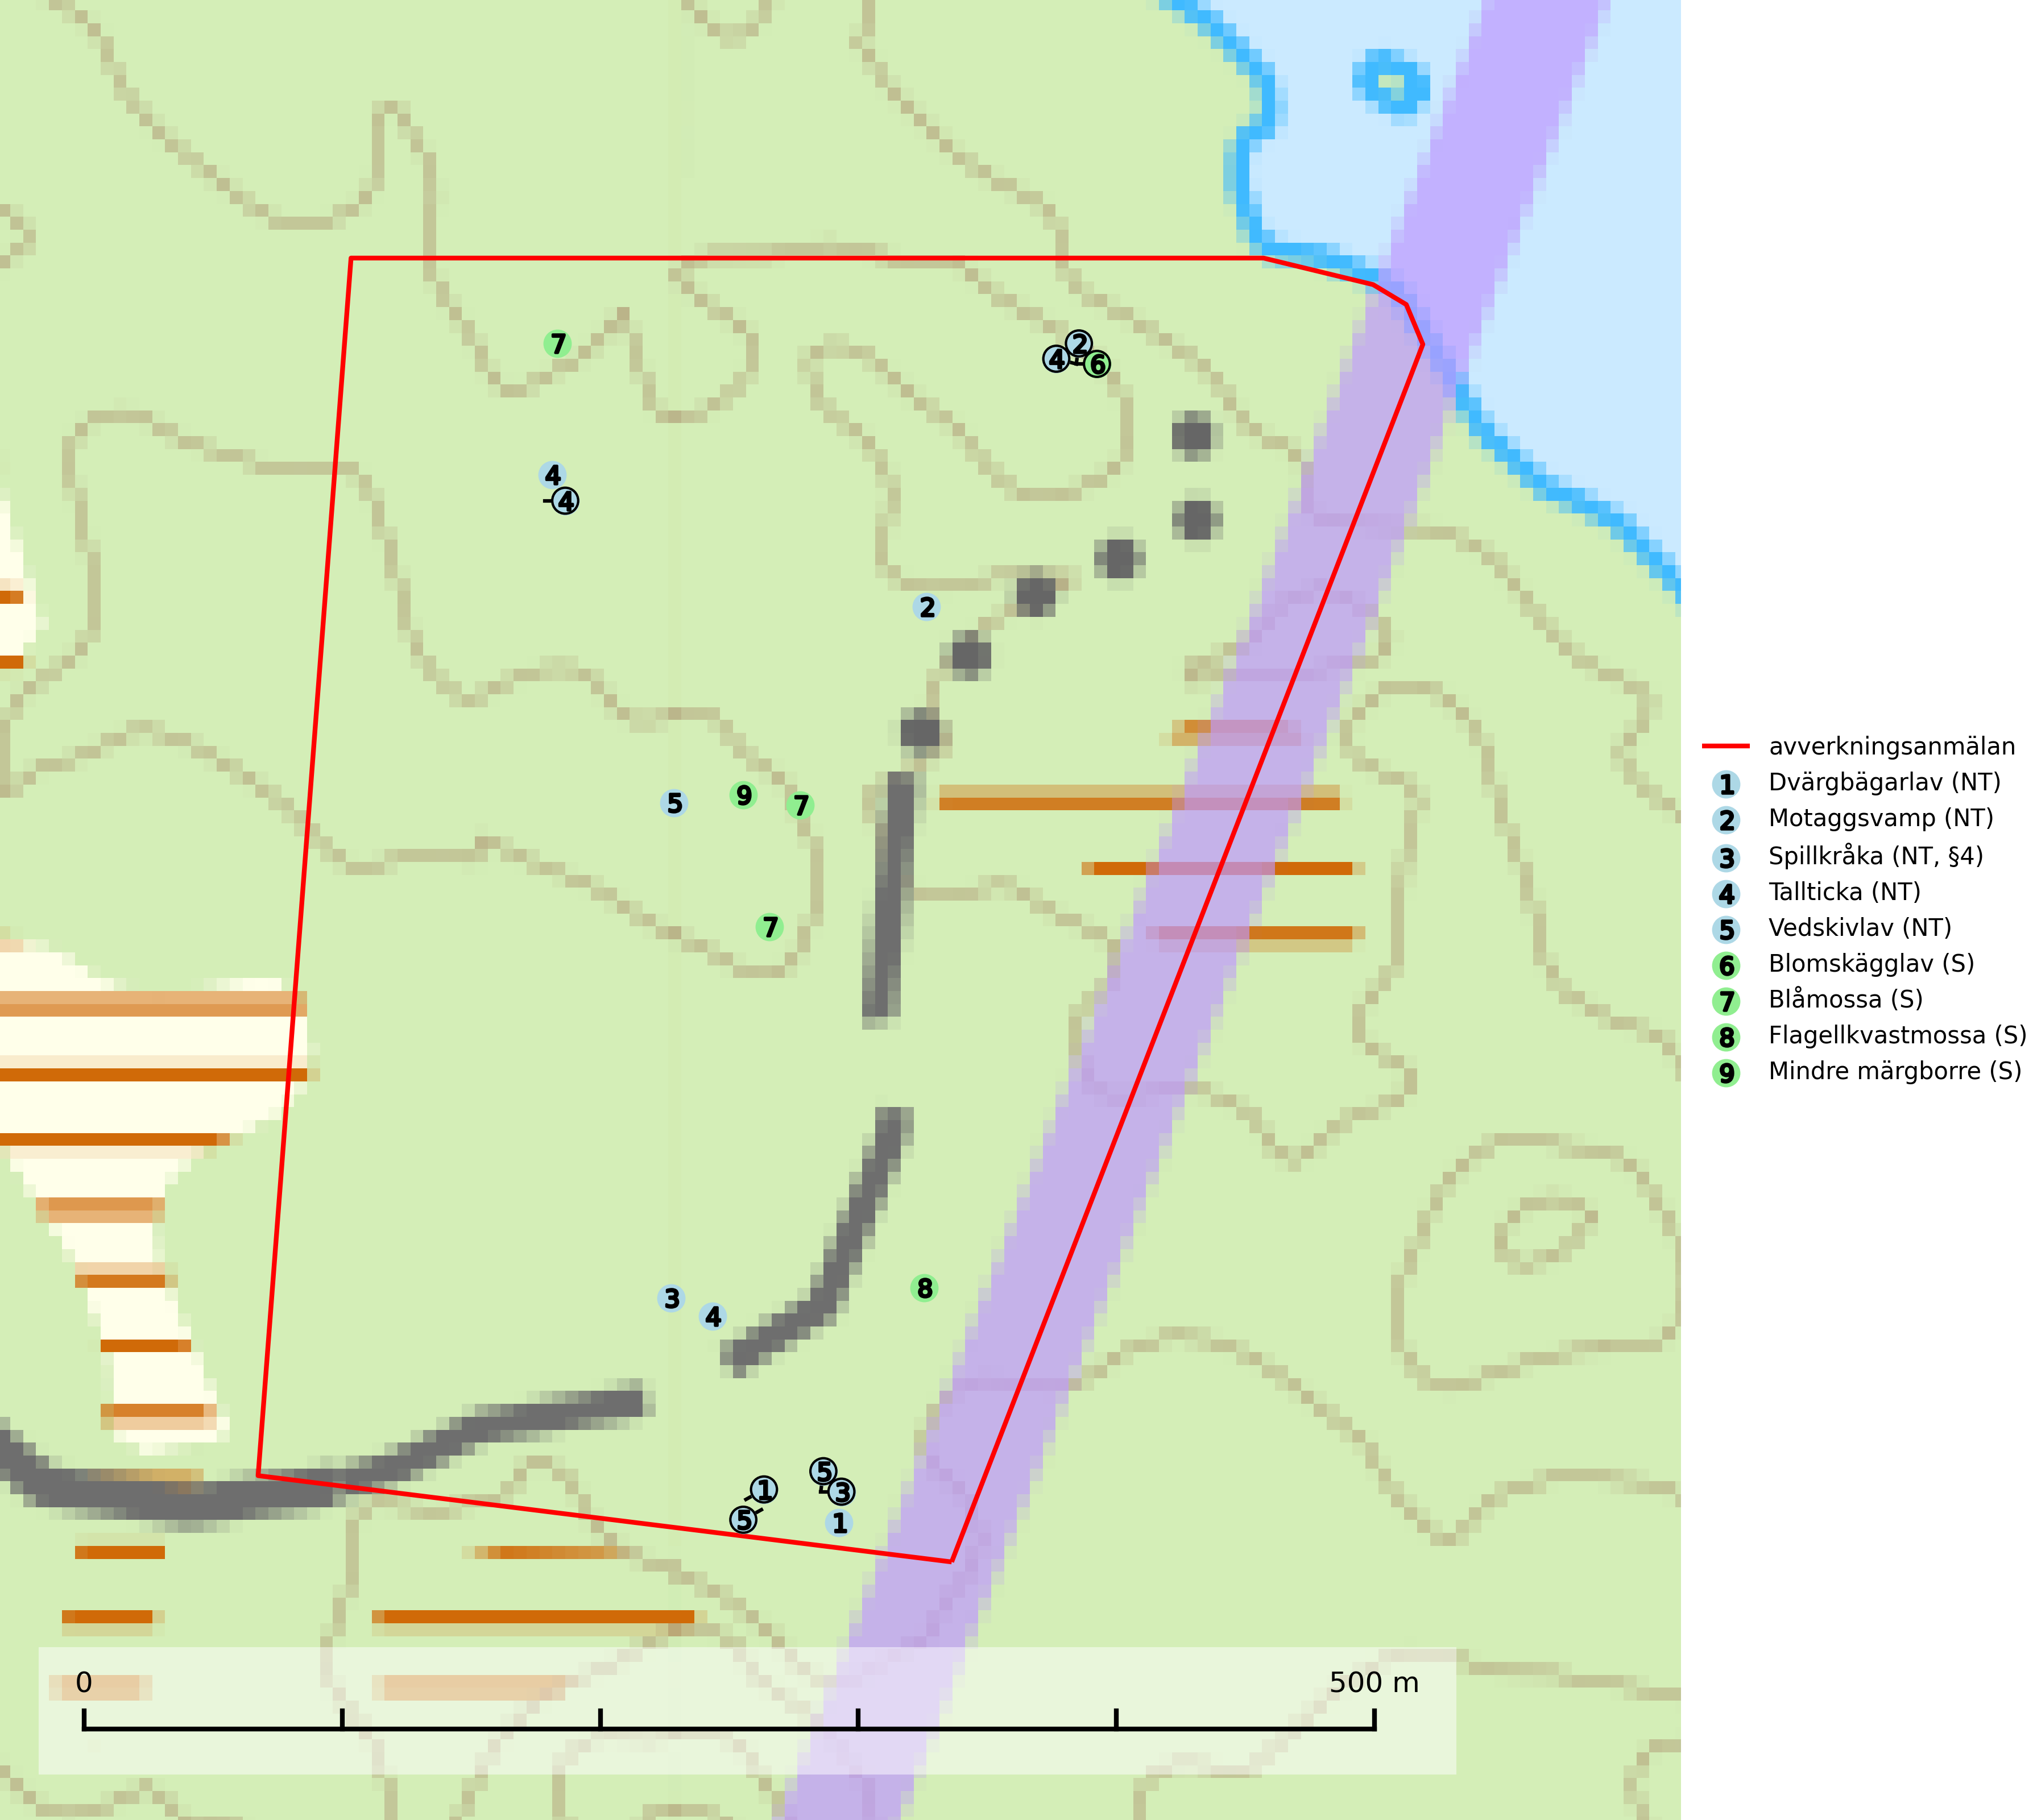 7
2
4
6
4
4
2
5
9
7
7
3
4
8
5
1
3
5
1
avverkningsanmälan
1 Dvärgbägarlav (NT)
2 Motaggsvamp (NT)
3 Spillkråka (NT, §4)
4 Tallticka (NT)
5 Vedskivlav (NT)
6 Blomskägglav (S)
7 Blåmossa (S)
8 Flagellkvastmossa (S)
9 Mindre märgborre (S)
0 500 m